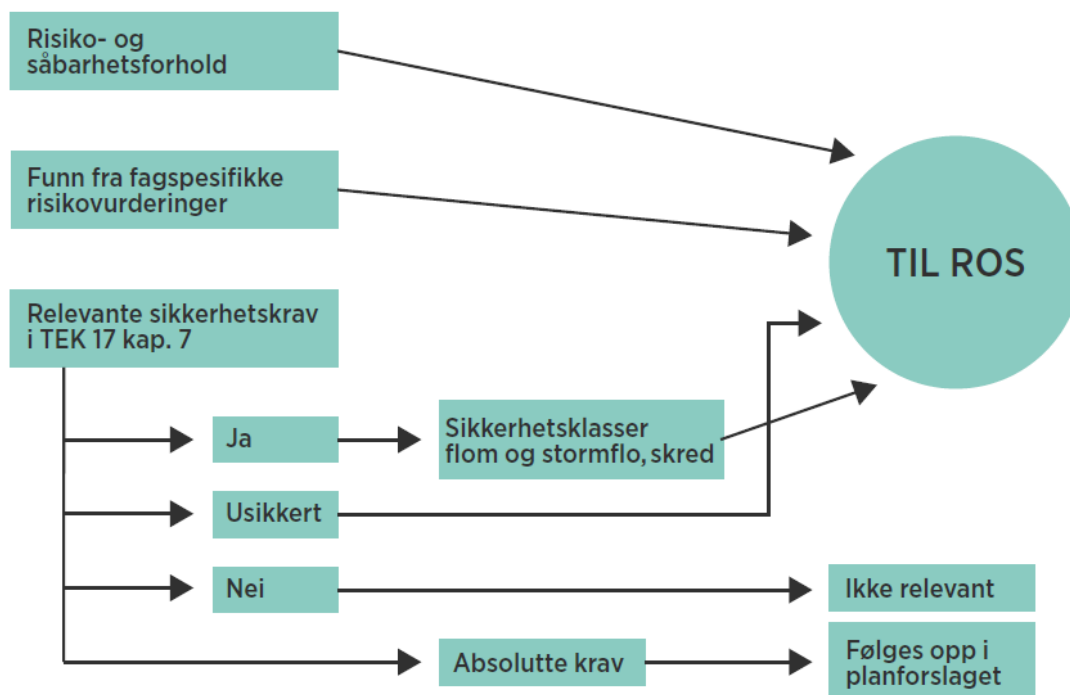 Risiko- og
såbarhetsforhold
Funn fra fagspesifikke
risikovurderinger
TIL ROS
Relevante sikkerhetskrav
i TEK 17 kap. 7
Ja
Sikkerhetsklasser
flom og stormflo, skred
Usikkert
Nei
Ikke relevant
Absolutte krav
Følges opp i
planforslaget